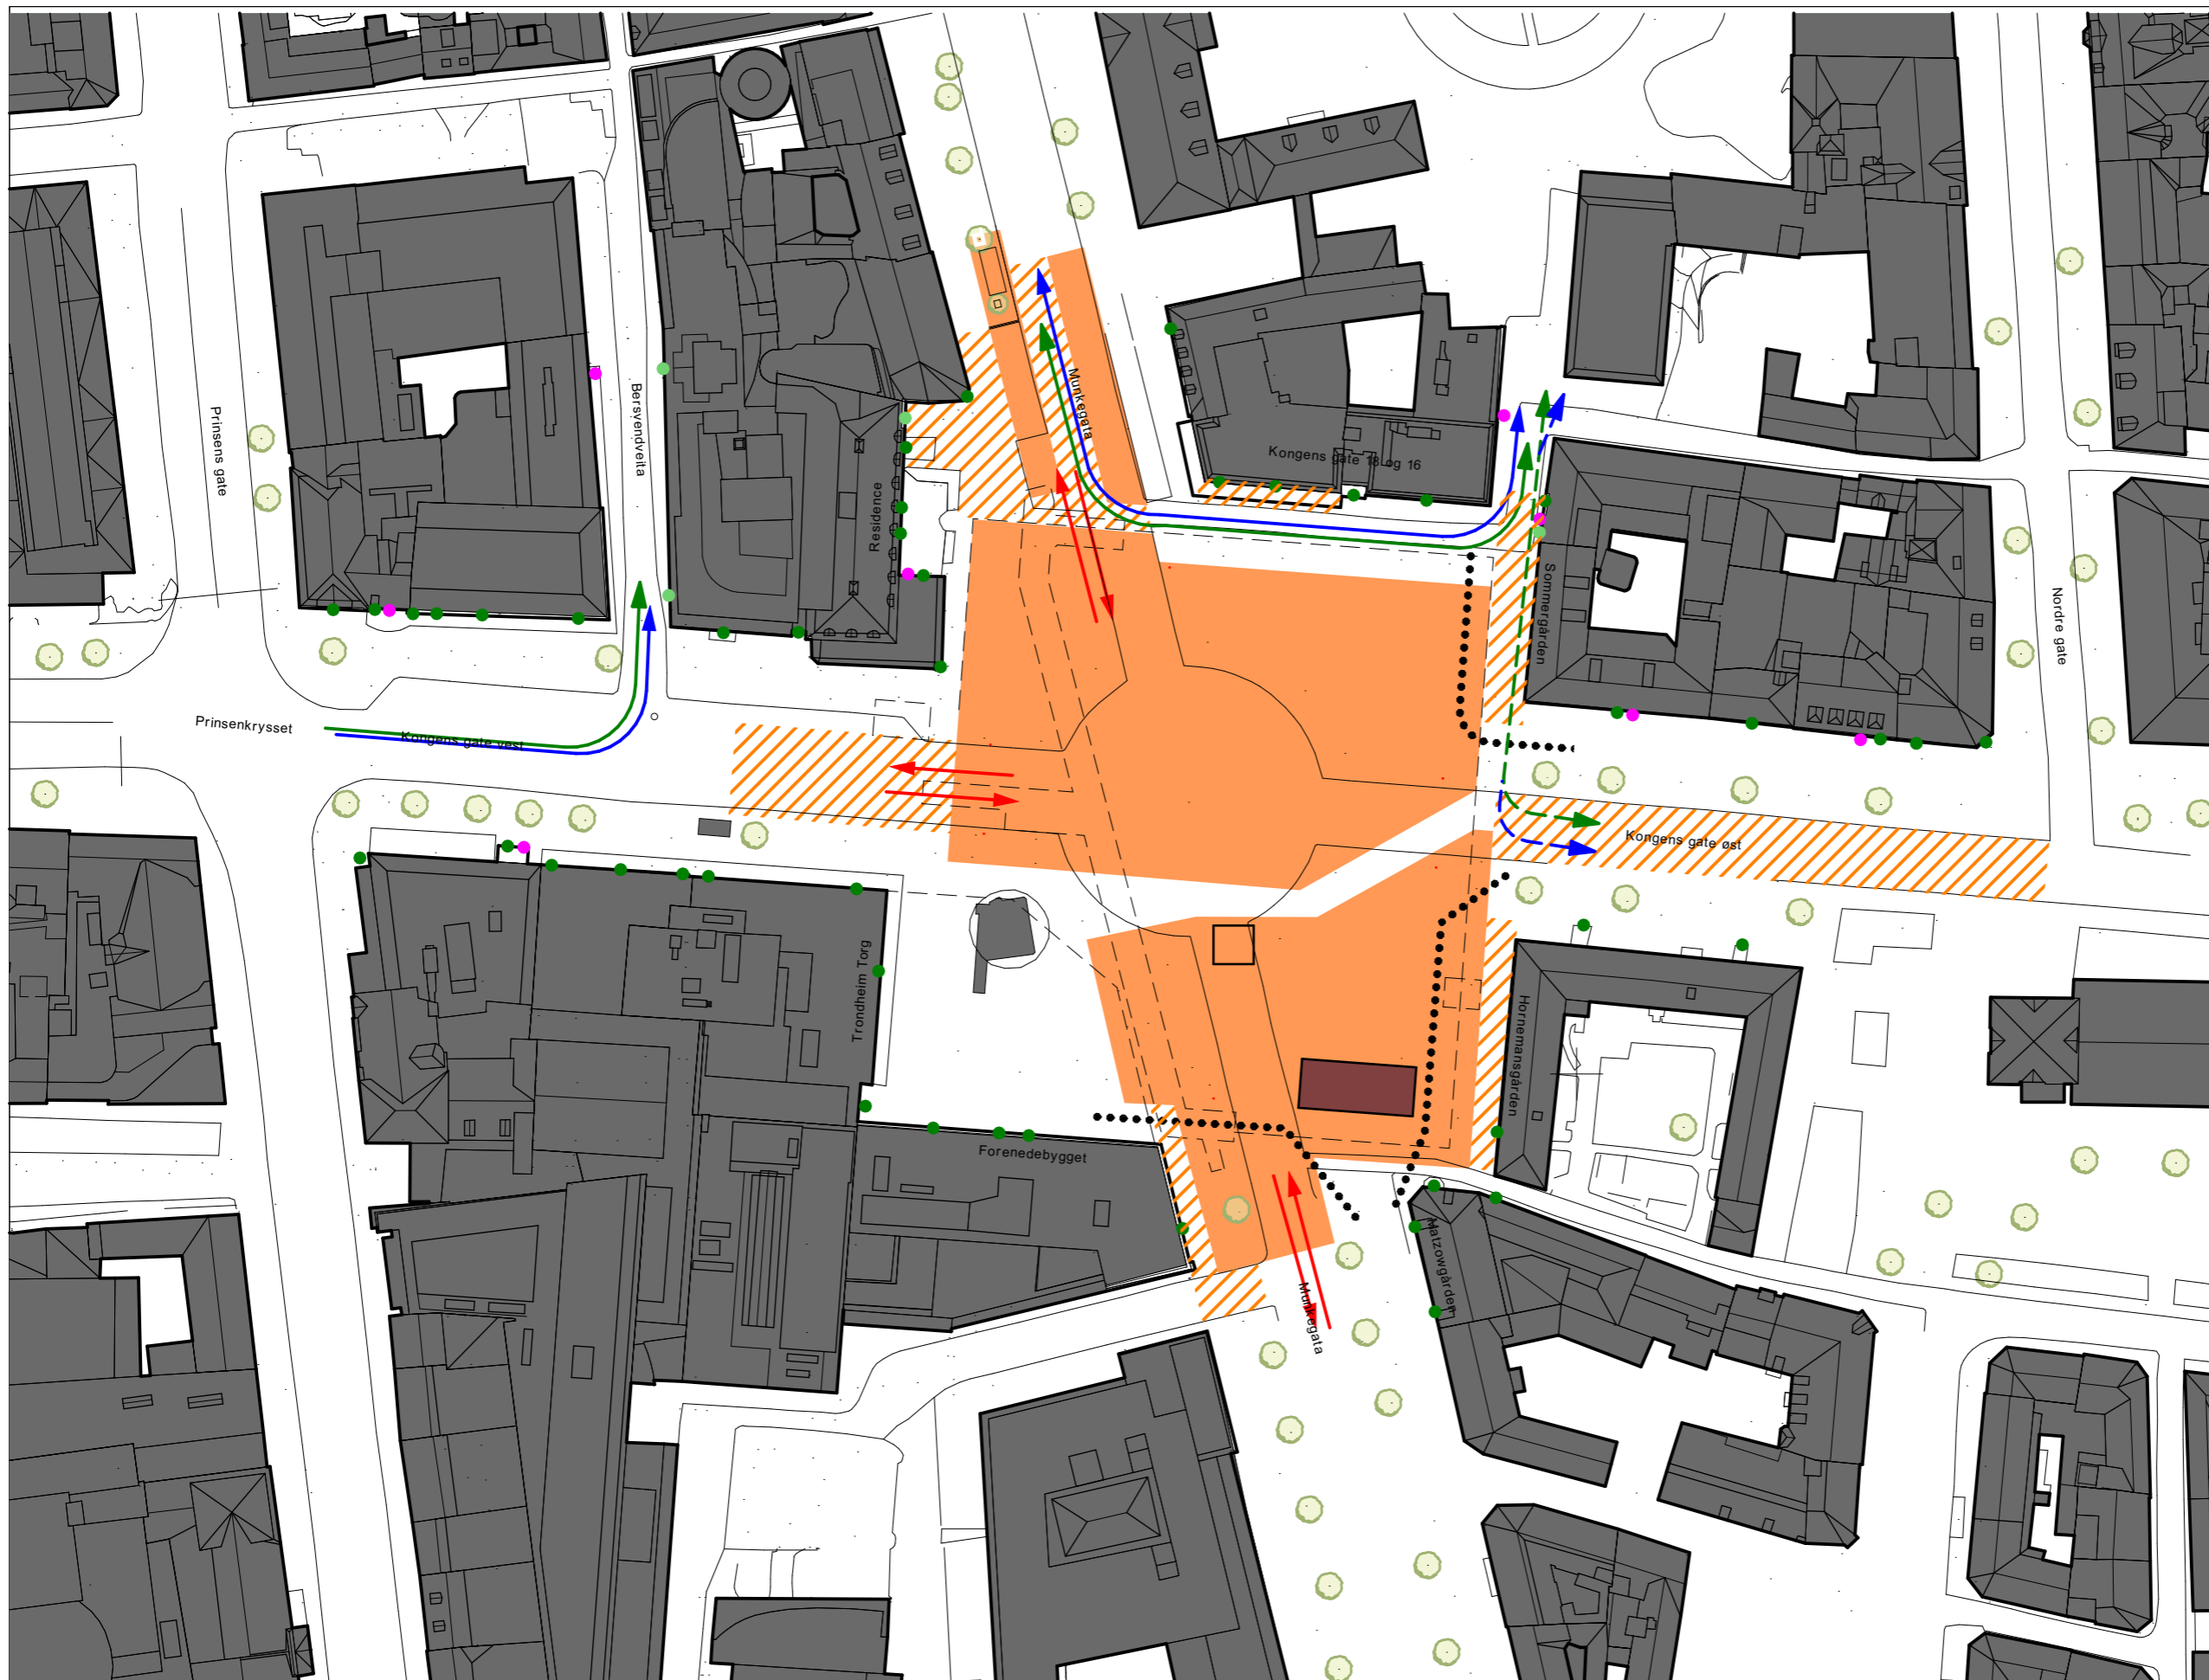 Munkegata
Prinsens gate
Bersvendveita
Kongens gate 18 og 16
Residence
Sommergården
Nordre gate
Prinsenkrysset
Kongens gate vest
Kongens gate øst
Trondheim Torg
Hornemansgården
Forenedebygget
Matzowgården
Munkegata